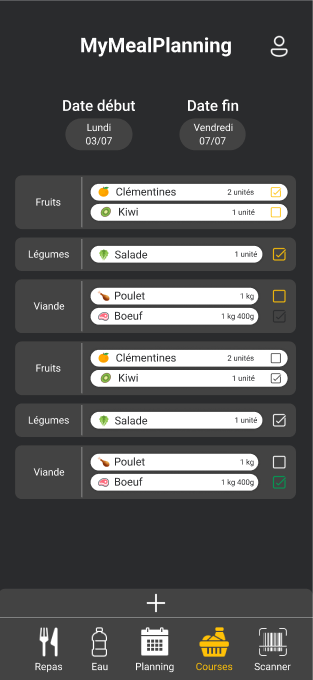 MyMealPlanning
Date début Date fin
Lundi
03/07
Vendredi
07/07
Fruits
Clémentines 2 unités
Kiwi 1 unité
Légumes
Salade 1 unité
Viande
Poulet 1 kg
Boeuf 1 kg 400g
Fruits
Clémentines 2 unités
Kiwi 1 unité
Légumes
Salade 1 unité
Viande
Poulet 1 kg
Boeuf 1 kg 400g
Repas Eau Planning Courses Scanner